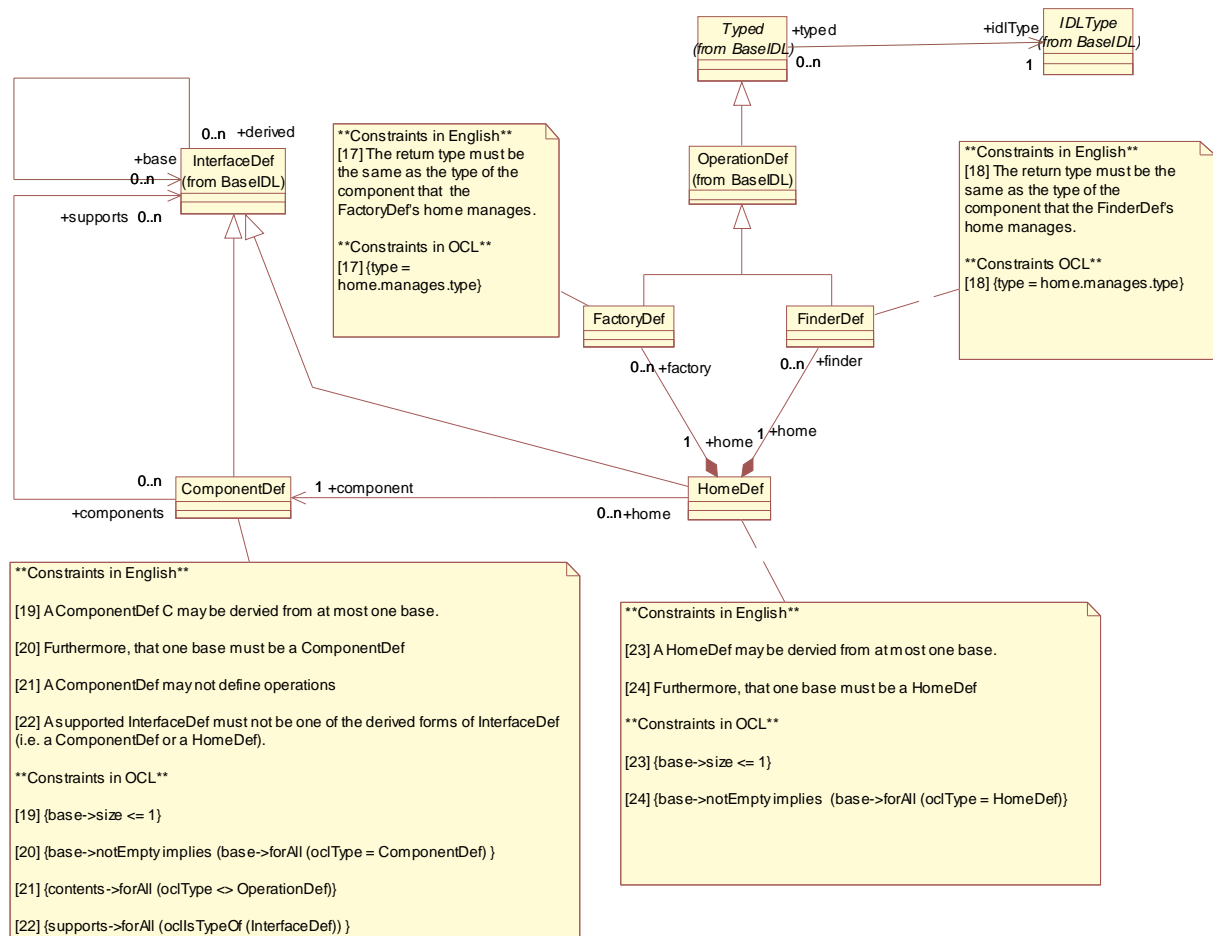 Typed
(from BaseIDL)
+typed
0..n
+idlType
1
IDLType
(from BaseIDL)
0..n +derived
+base
0..n
InterfaceDef
(from BaseIDL)
+supports 0..n
**Constraints in English**
[17] The return type must be
the same as the type of the
component that the
FactoryDef's home manages.
**Constraints in OCL**
[17] {type =
home.manages.type}
OperationDef
(from BaseIDL)
**Constraints in English**
[18] The return type must be the
same as the type of the
component that the FinderDef's
home manages.
**Constraints OCL**
[18] {type = home.manages.type}
FactoryDef
FinderDef
0..n +factory
0..n +finder
1 +home
1 +home
0..n
ComponentDef
+components
1 +component
0..n +home
HomeDef
**Constraints in English**
[19] A ComponentDef C may be dervied from at most one base.
[20] Furthermore, that one base must be a ComponentDef
[21] A ComponentDef may not define operations
[22] A supported InterfaceDef must not be one of the derived forms of InterfaceDef
(i.e. a ComponentDef or a HomeDef).
**Constraints in OCL**
[19] {base->size <= 1}
[20] {base->notEmpty implies (base->forAll (oclType = ComponentDef) }
[21] {contents->forAll (oclType <> OperationDef)}
[22] {supports->forAll (oclIsTypeOf (InterfaceDef)) }
**Constraints in English**
[23] A HomeDef may be dervied from at most one base.
[24] Furthermore, that one base must be a HomeDef
**Constraints in OCL**
[23] {base->size <= 1}
[24] {base->notEmpty implies (base->forAll (oclType = HomeDef)}